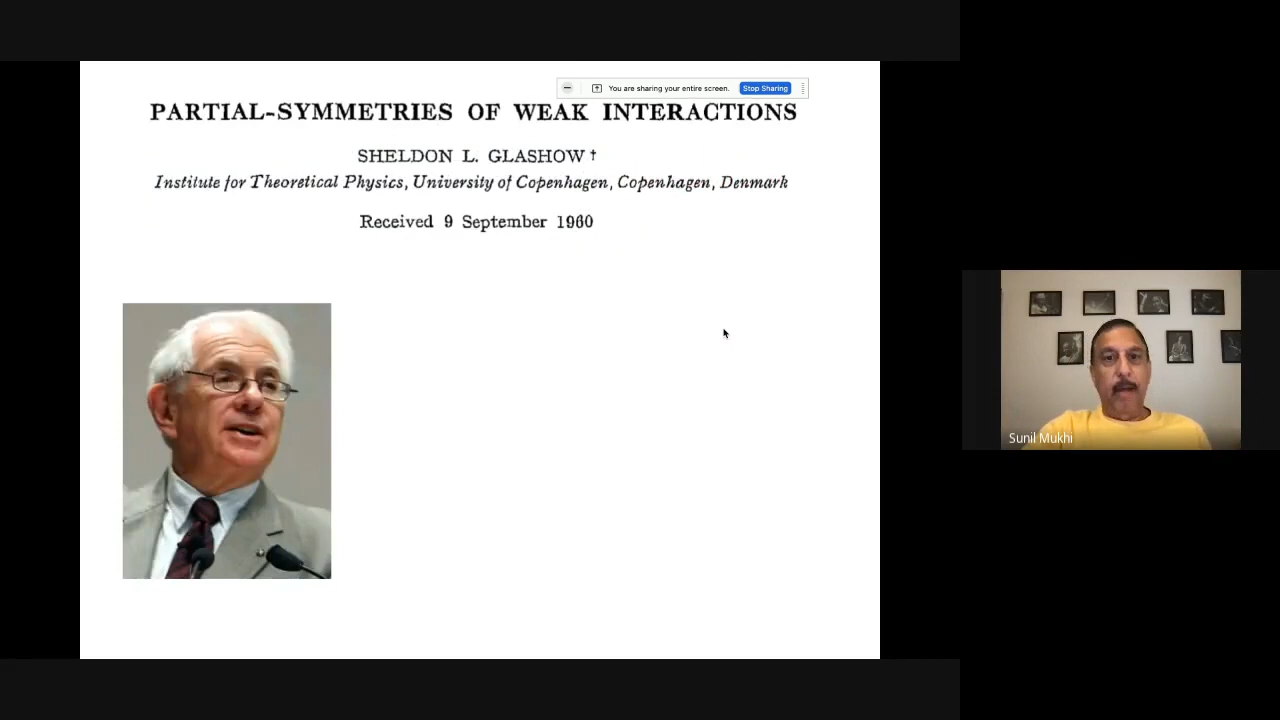 You are sharing your entire screen. Stop Sharing
PARTIAL-SYMMETRIES OF WEAK INTERACTIONS
SHELDON L. GLASHOW †
Institute for Theoretical Physics, University of Copenhagen, Copenhagen, Denmark
Received 9 September 1960
Sunil Mukhi